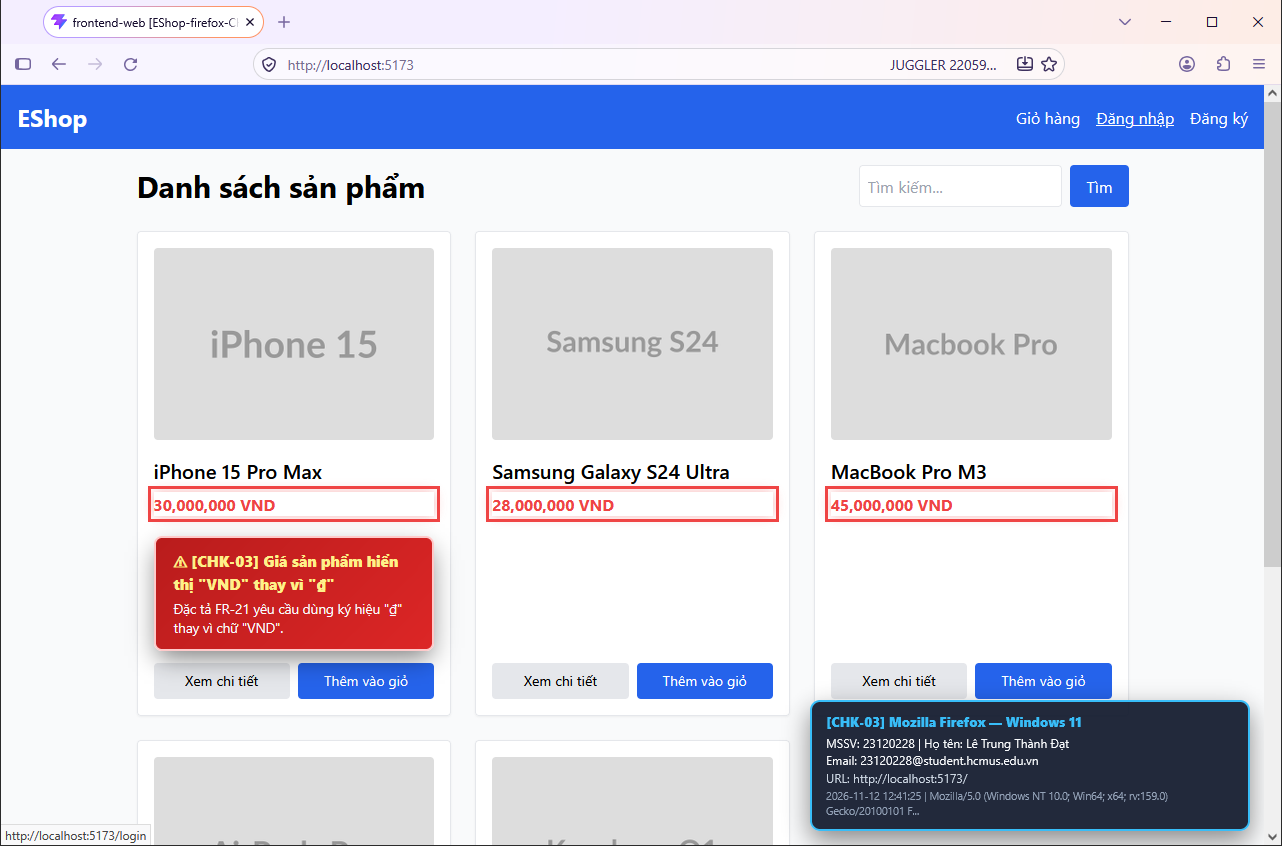 frontend-web [EShop-firefox-Cl
http://localhost:5173
JUGGLER 22059...
EShop
Giỏ hàng
Đăng nhập
Đăng ký
Danh sách sản phẩm
Tìm kiếm...
Tìm
iPhone 15
Samsung S24
Macbook Pro
iPhone 15 Pro Max
Samsung Galaxy S24 Ultra
MacBook Pro M3
30,000,000 VND
28,000,000 VND
45,000,000 VND
⚠ [CHK-03] Giá sản phẩm hiển
thị "VND" thay vì "₫"
Đặc tả FR-21 yêu cầu dùng ký hiệu "₫"
thay vì chữ "VND".
Xem chi tiết
Thêm vào giỏ
Xem chi tiết
Thêm vào giỏ
Xem chi tiết
Thêm vào giỏ
[CHK-03] Mozilla Firefox — Windows 11
MSSV: 23120228 | Họ tên: Lê Trung Thành Đạt
Email: 23120228@student.hcmus.edu.vn
URL: http://localhost:5173/
2026-11-12 12:41:25 | Mozilla/5.0 (Windows NT 10.0; Win64; x64; rv:159.0)
Gecko/20100101 F...
http://localhost:5173/login